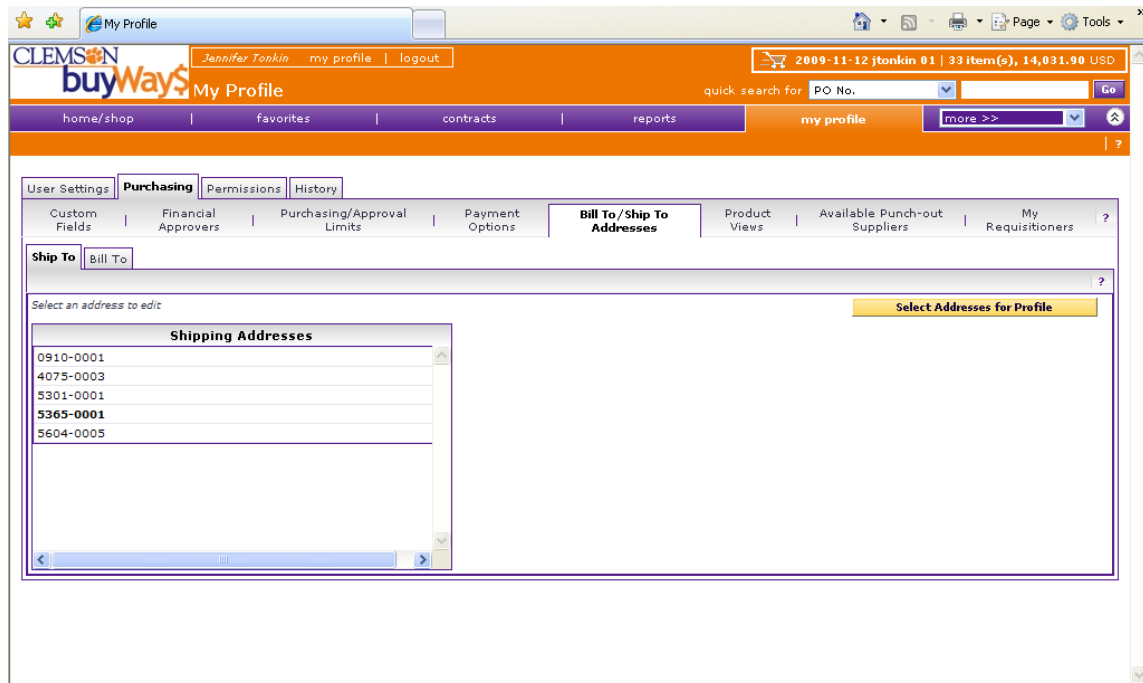 My Profile
Page
Tools
CLEMSON
buyWay$
Jennifer Tonkin my profile | logout
2009-11-12 jtonkin 01 | 33 item(s), 14,031.90 USD
My Profile
quick search for PO No. Go
home/shop | favorites | contracts | reports my profile more >>
?
User Settings Purchasing Permissions History
Custom Fields | Financial Approvers | Purchasing/Approval Limits | Payment Options Bill To/Ship To Addresses Product Views | Available Punch-out Suppliers | My Requisitioners ?
Ship To Bill To
?
Select an address to edit
Select Addresses for Profile
Shipping Addresses
0910-0001
4075-0003
5301-0001
5365-0001
5604-0005